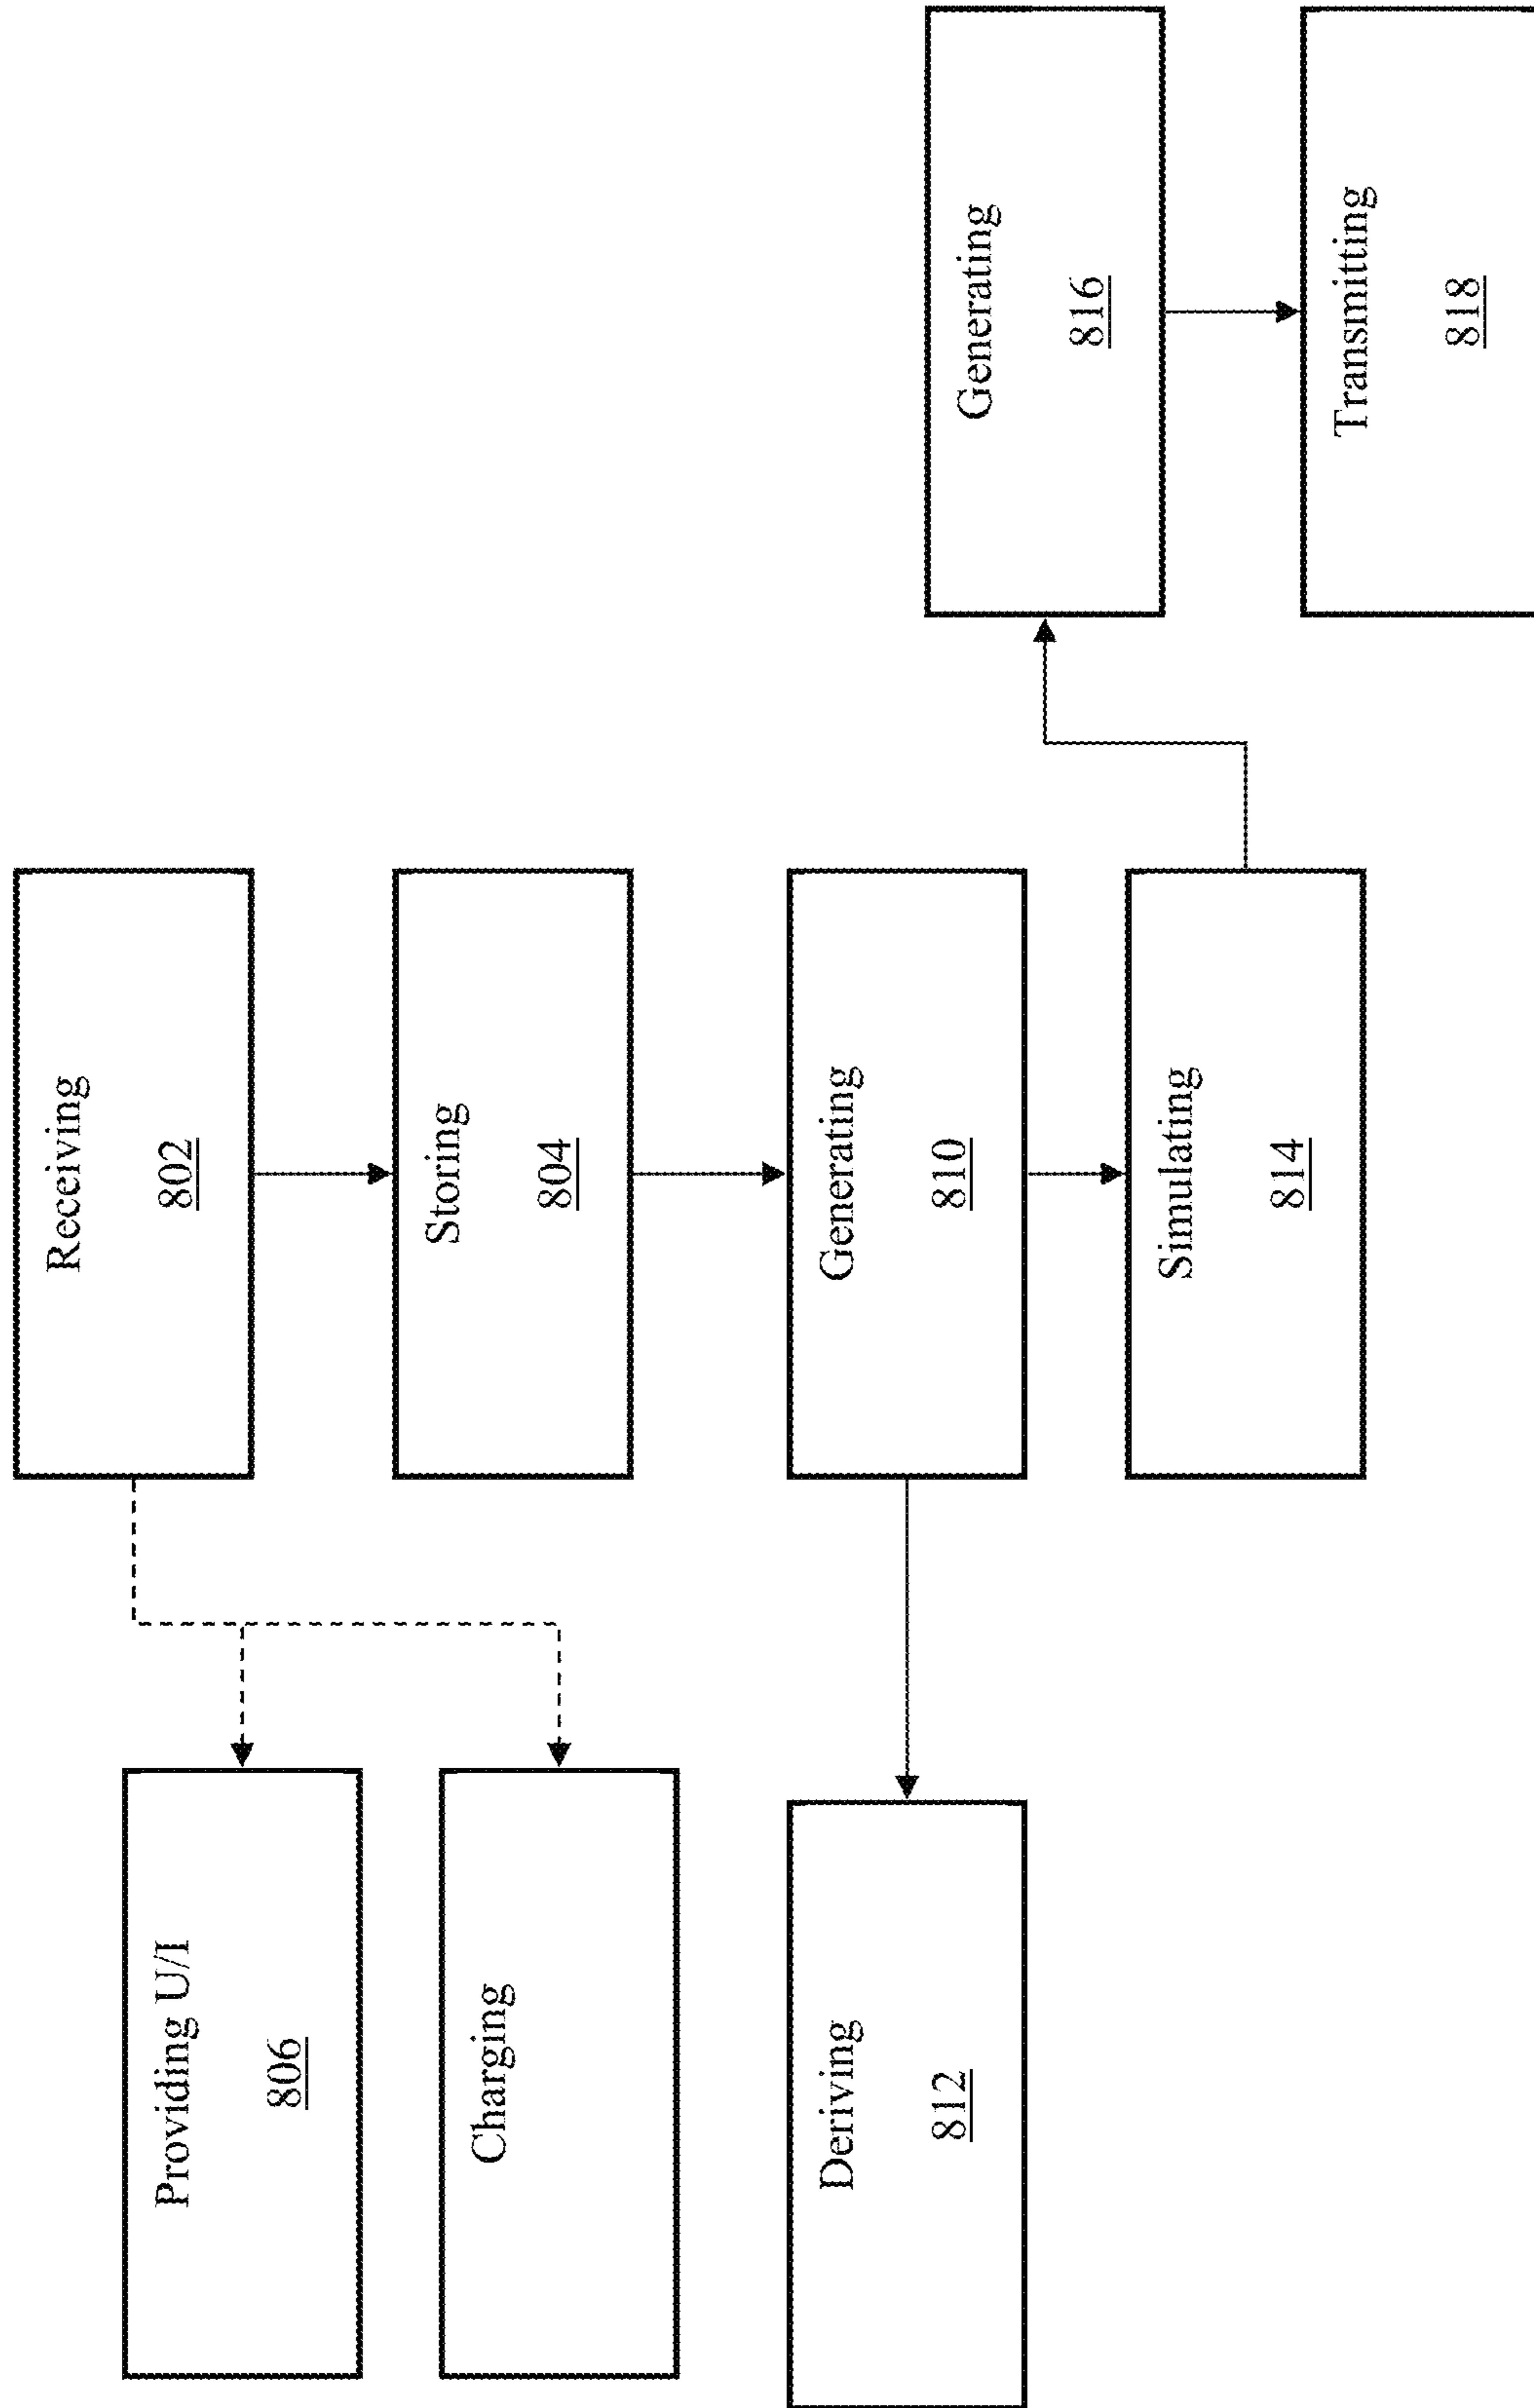 Receiving
802
Storing
804
Providing U/I
806
Charging
Generating
810
Deriving
812
Simulating
814
Generating
816
Transmitting
818